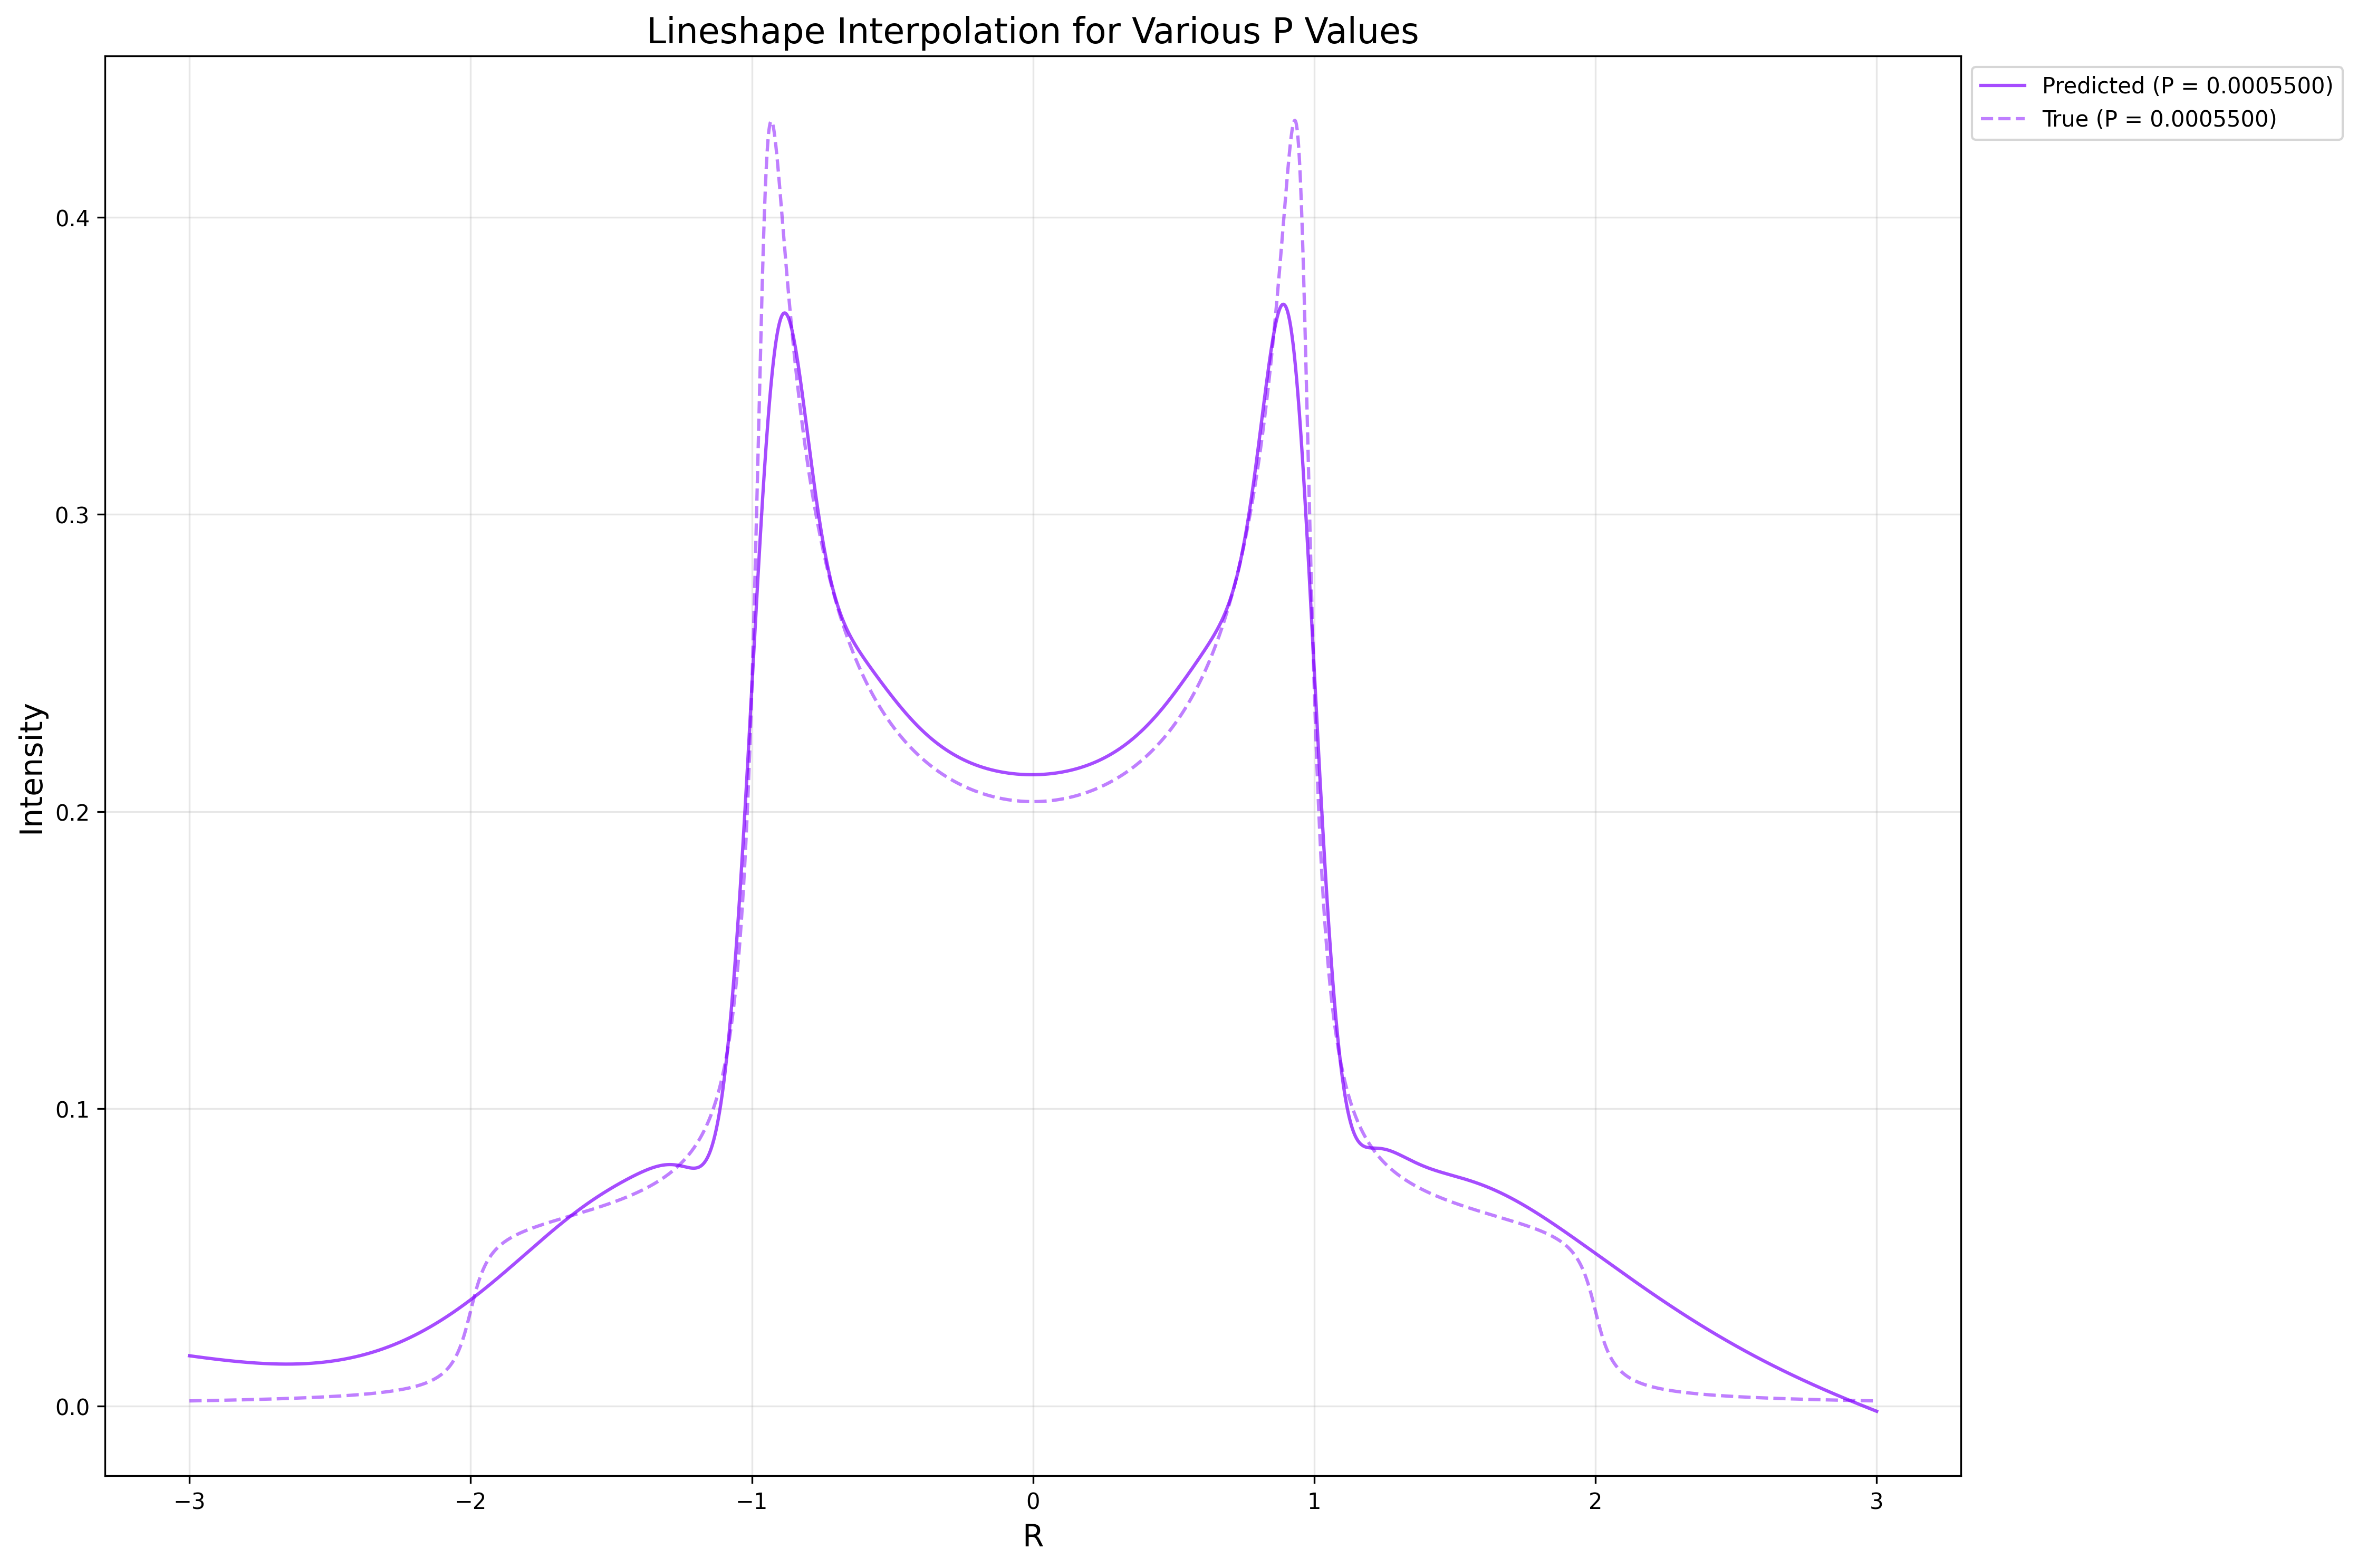 Lineshape Interpolation for Various P Values
Predicted (P = 0.0005500)
True (P = 0.0005500)
Intensity
0.4
0.3
0.2
0.1
0.0
−3
−2
−1
0
1
2
3
R